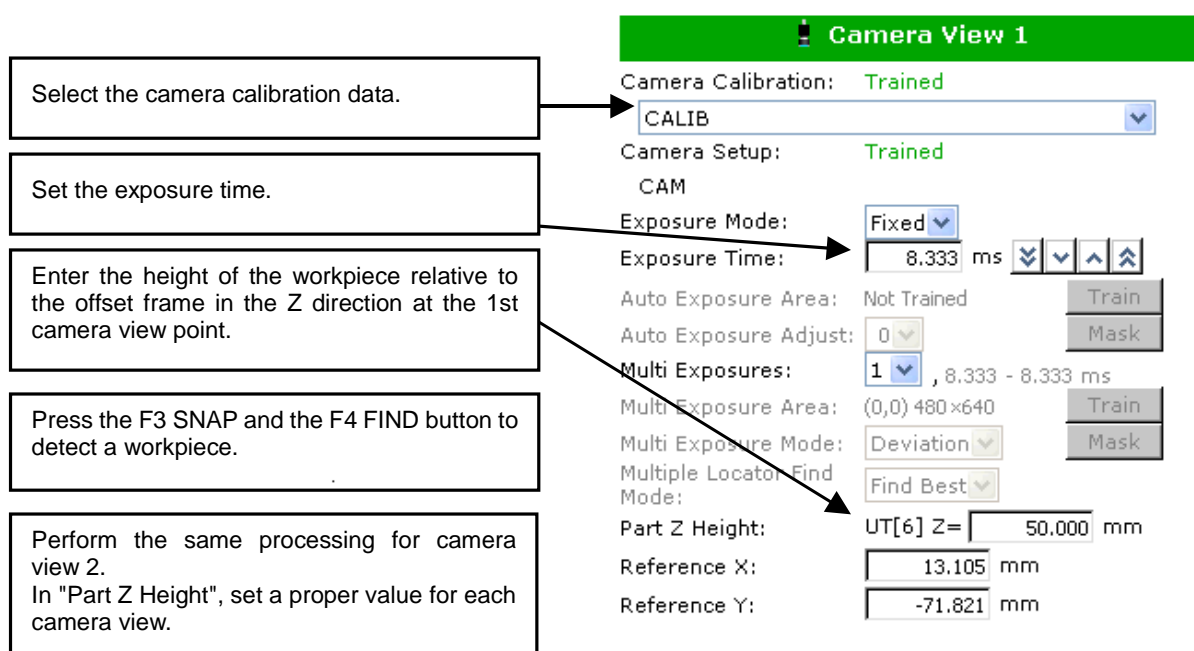 Select the camera calibration data.
Set the exposure time.
Enter the height of the workpiece relative to
the offset frame in the Z direction at the 1st
camera view point.
Press the F3 SNAP and the F4 FIND button to
detect a workpiece.
.
Perform the same processing for camera
view 2.
In "Part Z Height", set a proper value for each
camera view.
Camera View 1
Camera Calibration: Trained
CALIB
Camera Setup: Trained
CAM
Exposure Mode: Fixed
Exposure Time: 8.333 ms
Auto Exposure Area: Not Trained Train
Auto Exposure Adjust: 0 Mask
Multi Exposures: 1 , 8.333 - 8.333 ms
Multi Exposure Area: (0,0) 480×640 Train
Multi Exposure Mode: Deviation Mask
Multiple Locator Find
Mode: Find Best
Part Z Height: UT[6] Z= 50.000 mm
Reference X: 13.105 mm
Reference Y: -71.821 mm